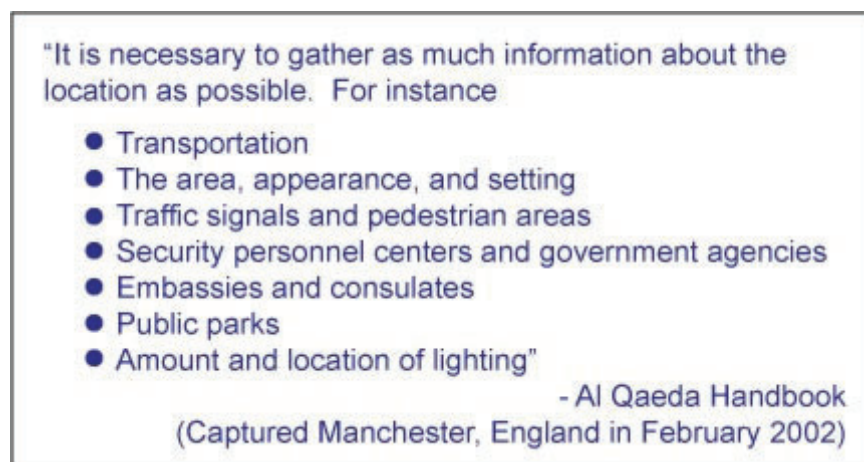 “It is necessary to gather as much information about the
location as possible.  For instance
● Transportation
● The area, appearance, and setting
● Traffic signals and pedestrian areas
● Security personnel centers and government agencies
● Embassies and consulates
● Public parks
● Amount and location of lighting”
- Al Qaeda Handbook
(Captured Manchester, England in February 2002)